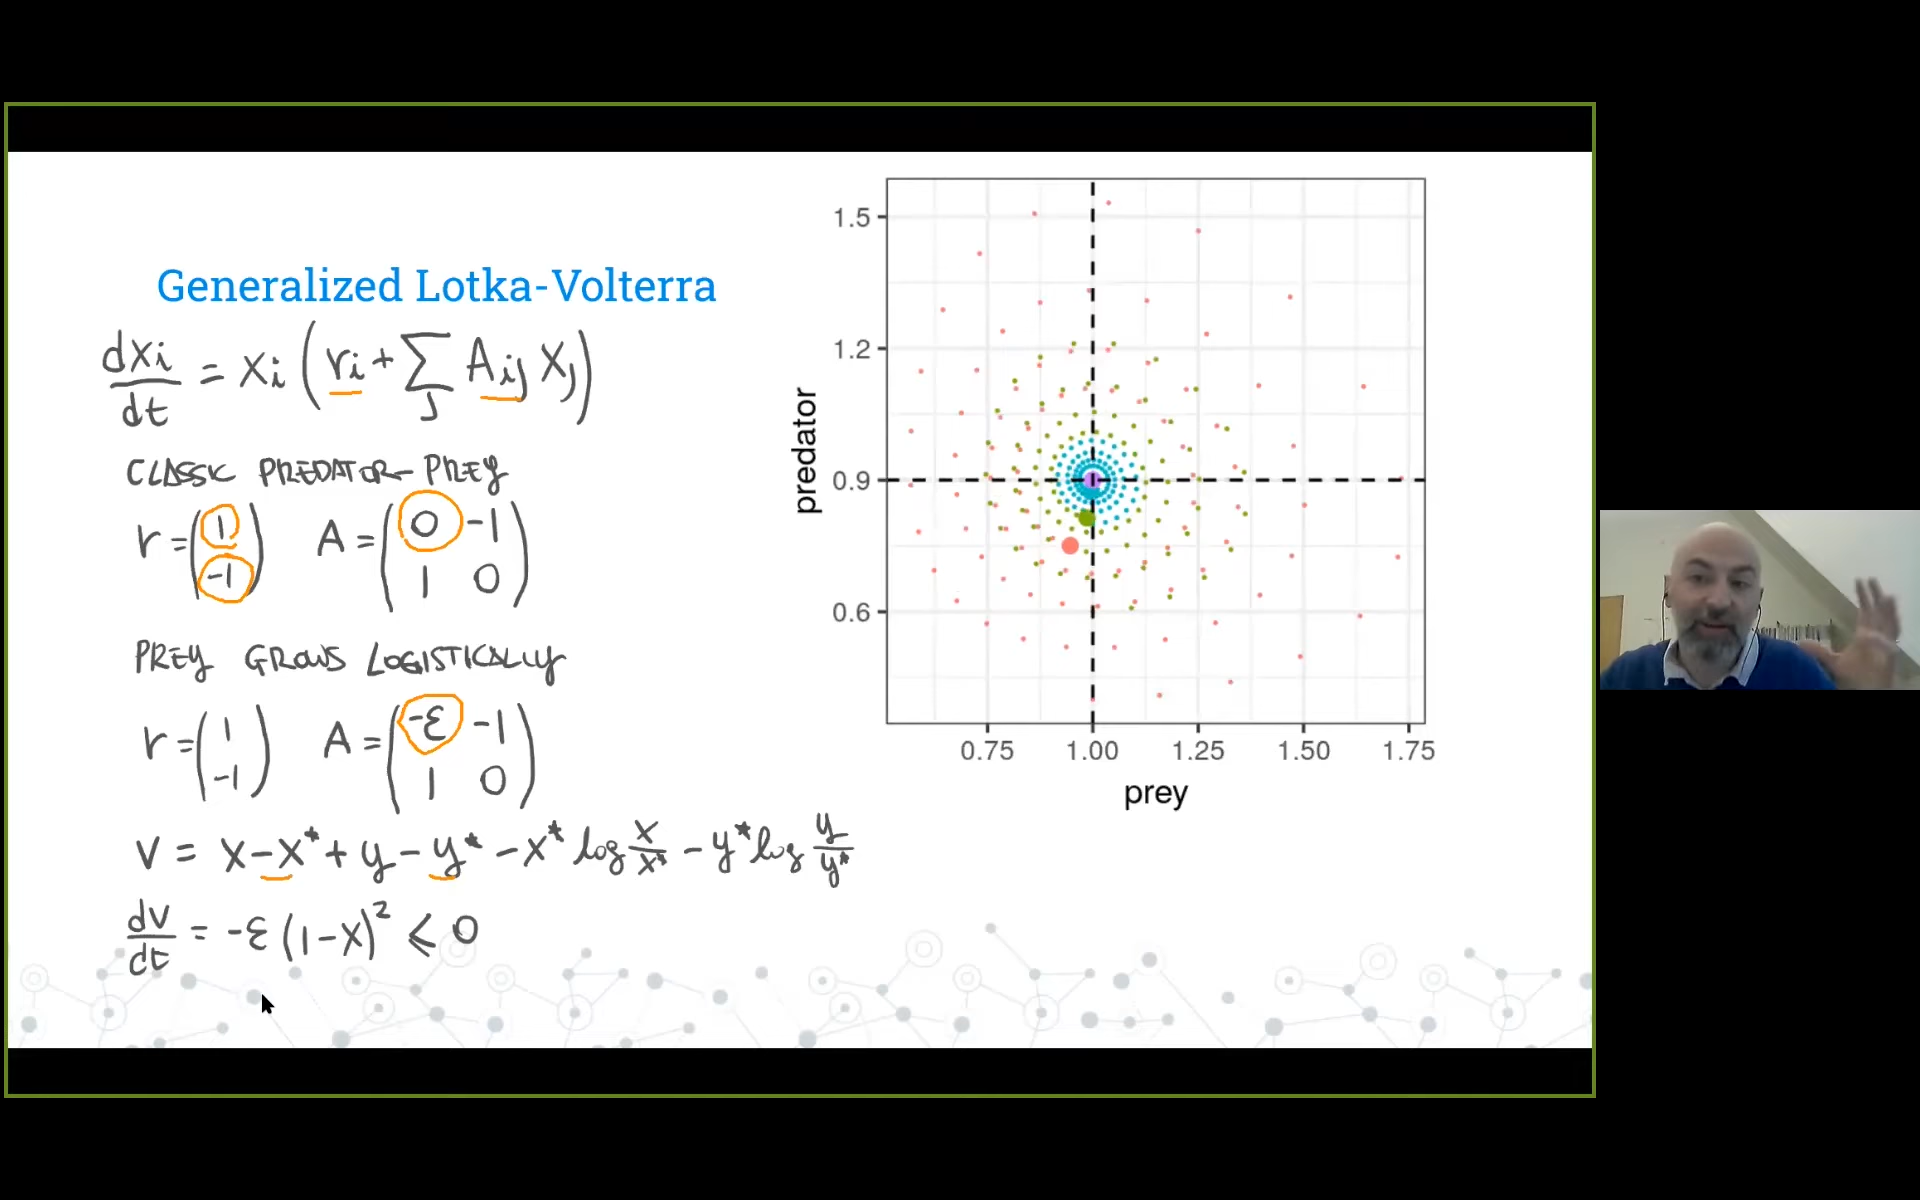 Generalized Lotka-Volterra
dxi/dt = xi (ri + Σj Aij xj)
CLASSIC PREDATOR-PREY
r = (1 -1) A = (0 -1 1 0)
PREY GROWS LOGISTICALLY
r = (1 -1) A = (-ε -1 1 0)
V = x - x* + y - y* - x* log x/x* - y* log y/y*
dV/dt = -ε (1-x)² ≤ 0
predator
1.5
1.2
0.9
0.6
0.75 1.00 1.25 1.50 1.75
prey